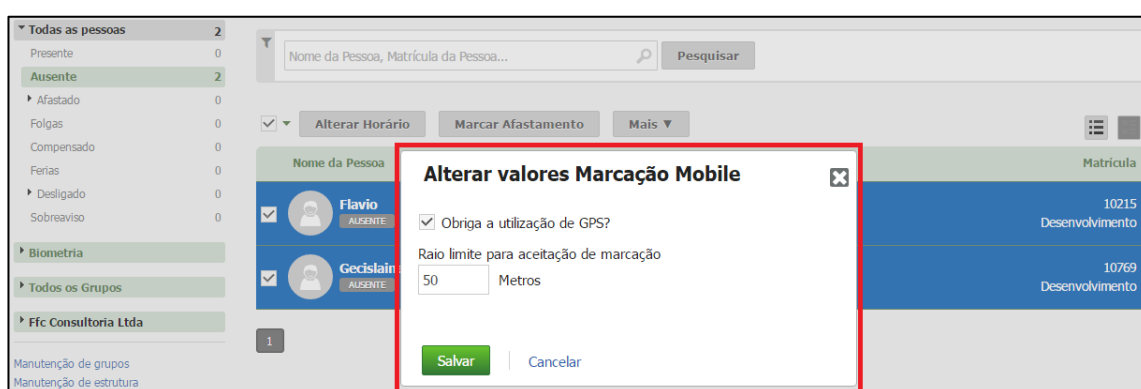 Todas as pessoas 2
Presente 0
Ausente 2
Afastado 0
Folgas 0
Compensado 0
Ferias 0
Desligado 0
Sobreaviso 0
Biometria
Todos os Grupos
Ffc Consultoria Ltda
Manutenção de grupos
Manutenção de estrutura
Nome da Pessoa, Matrícula da Pessoa...
Pesquisar
Alterar Horário Marcar Afastamento Mais ▼
Nome da Pessoa Matrícula
Flavio 10215
AUSENTE Desenvolvimento
Gecislain 10769
AUSENTE Desenvolvimento
1
Alterar valores Marcação Mobile
Obriga a utilização de GPS?
Raio limite para aceitação de marcação
50 Metros
Salvar Cancelar